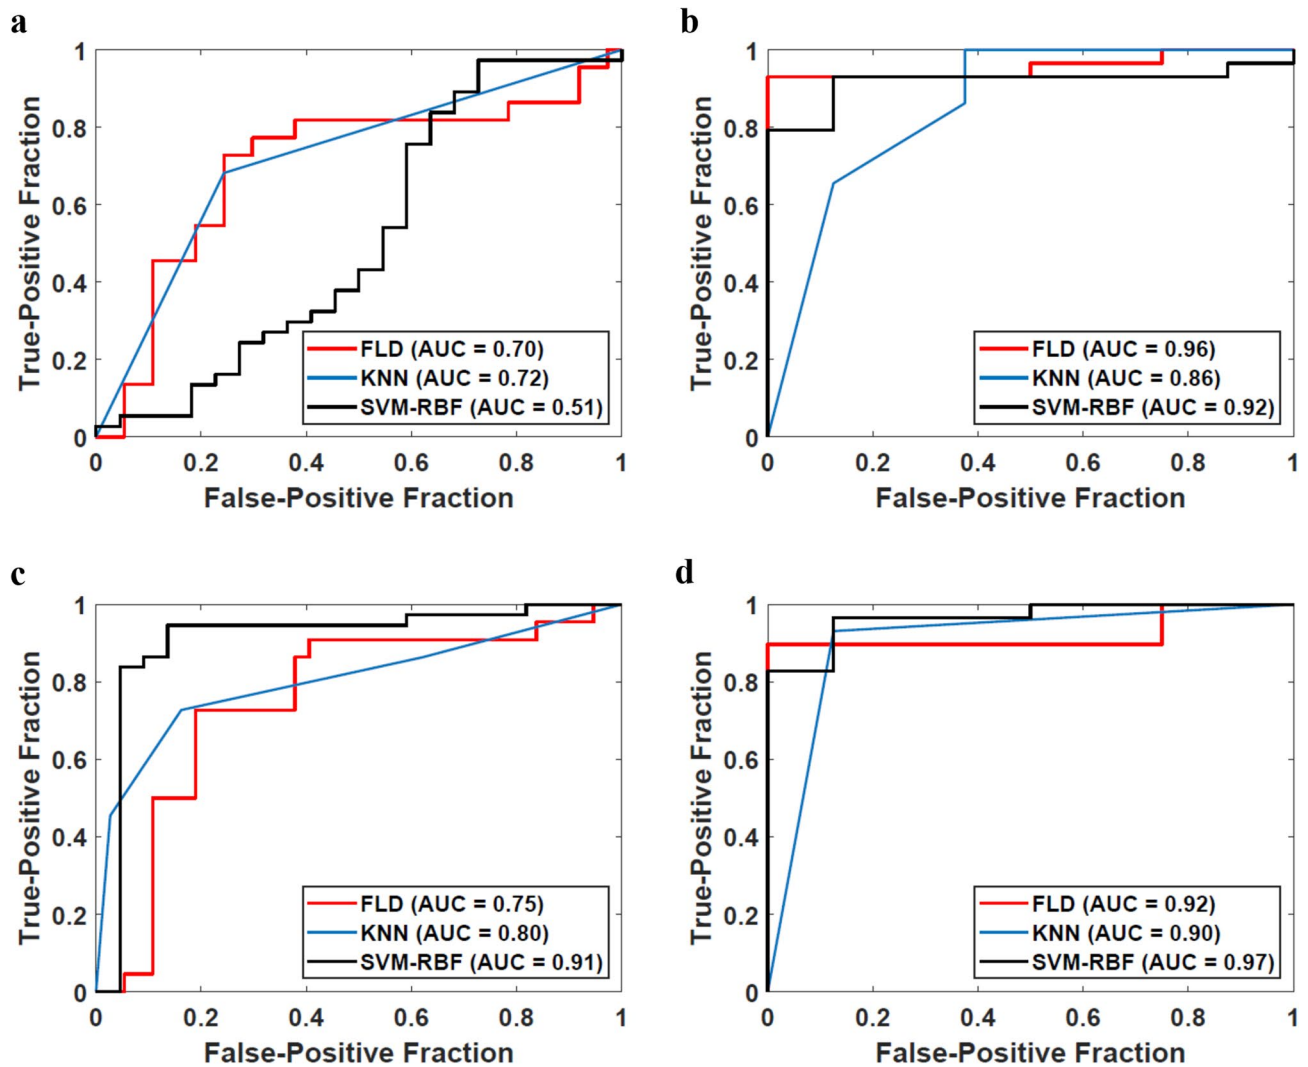 a
1
0.8
0.6
0.4
0.2
0
True-Positive Fraction
FLD (AUC = 0.70)
KNN (AUC = 0.72)
SVM-RBF (AUC = 0.51)
0 0.2 0.4 0.6 0.8 1
False-Positive Fraction
b
1
0.8
0.6
0.4
0.2
0
True-Positive Fraction
FLD (AUC = 0.96)
KNN (AUC = 0.86)
SVM-RBF (AUC = 0.92)
0 0.2 0.4 0.6 0.8 1
False-Positive Fraction
c
1
0.8
0.6
0.4
0.2
0
True-Positive Fraction
FLD (AUC = 0.75)
KNN (AUC = 0.80)
SVM-RBF (AUC = 0.91)
0 0.2 0.4 0.6 0.8 1
False-Positive Fraction
d
1
0.8
0.6
0.4
0.2
0
True-Positive Fraction
FLD (AUC = 0.92)
KNN (AUC = 0.90)
SVM-RBF (AUC = 0.97)
0 0.2 0.4 0.6 0.8 1
False-Positive Fraction